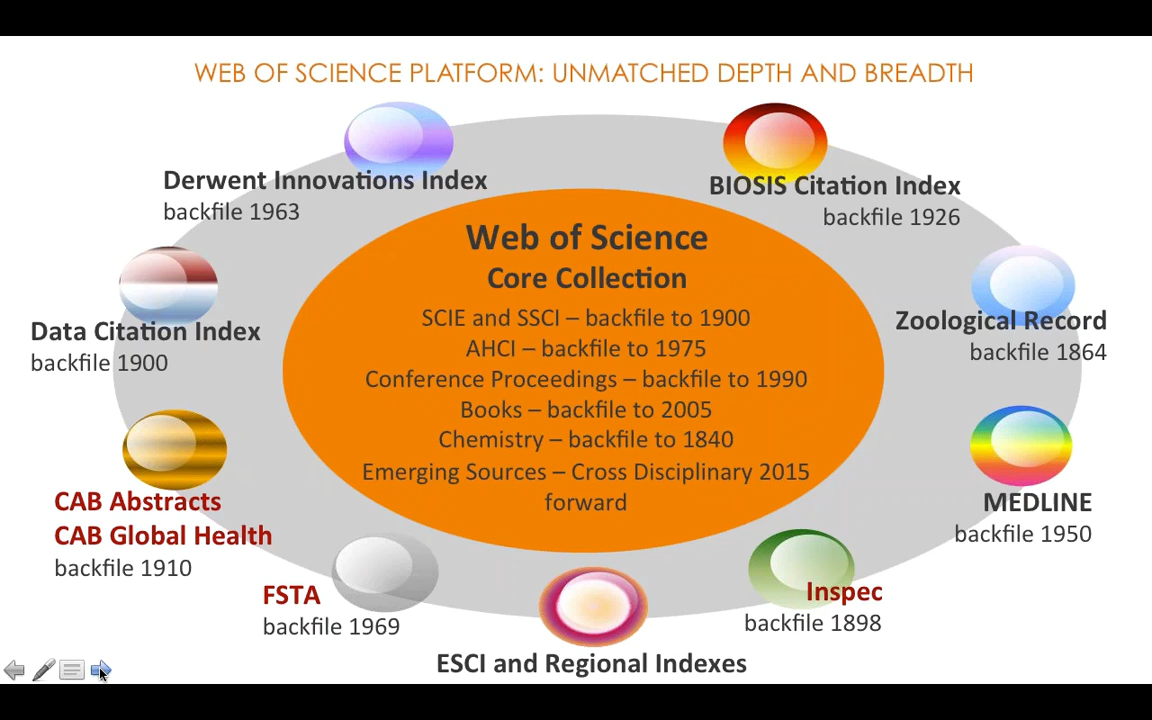 WEB OF SCIENCE PLATFORM: UNMATCHED DEPTH AND BREADTH
Derwent Innovations Index
backfile 1963
BIOSIS Citation Index
backfile 1926
Web of Science
Core Collection
SCIE and SSCI – backfile to 1900
AHCI – backfile to 1975
Conference Proceedings – backfile to 1990
Books – backfile to 2005
Chemistry – backfile to 1840
Emerging Sources – Cross Disciplinary 2015
forward
Data Citation Index
backfile 1900
Zoological Record
backfile 1864
CAB Abstracts
CAB Global Health
backfile 1910
MEDLINE
backfile 1950
FSTA
backfile 1969
Inspec
backfile 1898
ESCI and Regional Indexes